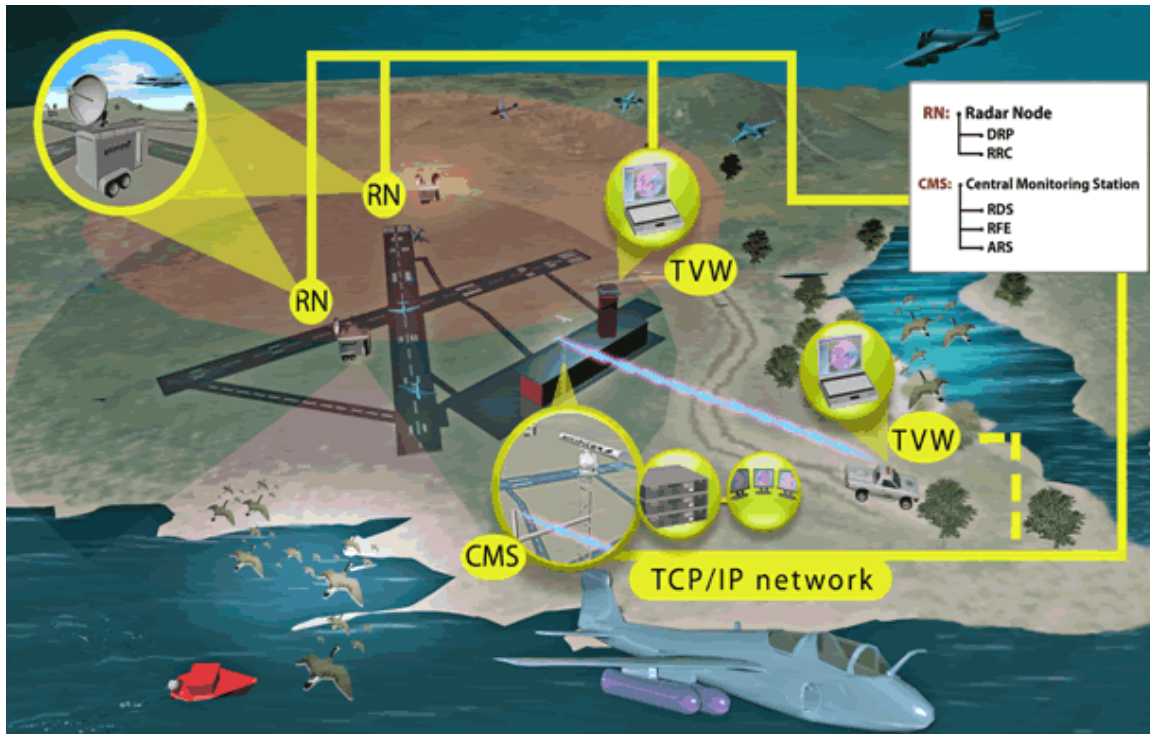 RN: Radar Node
DRP
RRC
CMS: Central Monitoring Station
RDS
RFE
ARS
RN
RN
TVW
TVW
CMS
TCP/IP network